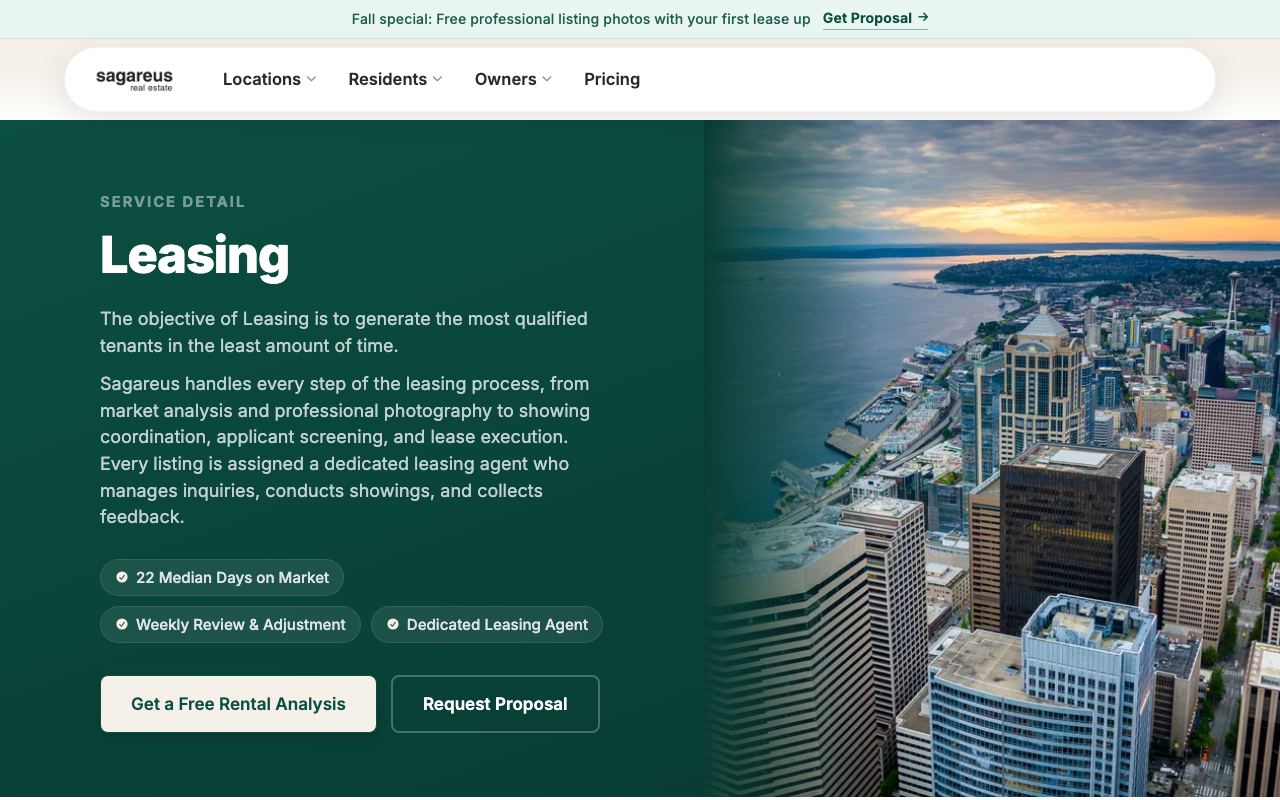 Fall special: Free professional listing photos with your first lease up Get Proposal →
sagareus
real estate
Locations Residents Owners Pricing
SERVICE DETAIL
Leasing
The objective of Leasing is to generate the most qualified
tenants in the least amount of time.
Sagareus handles every step of the leasing process, from
market analysis and professional photography to showing
coordination, applicant screening, and lease execution.
Every listing is assigned a dedicated leasing agent who
manages inquiries, conducts showings, and collects
feedback.
22 Median Days on Market
Weekly Review & Adjustment Dedicated Leasing Agent
Get a Free Rental Analysis Request Proposal